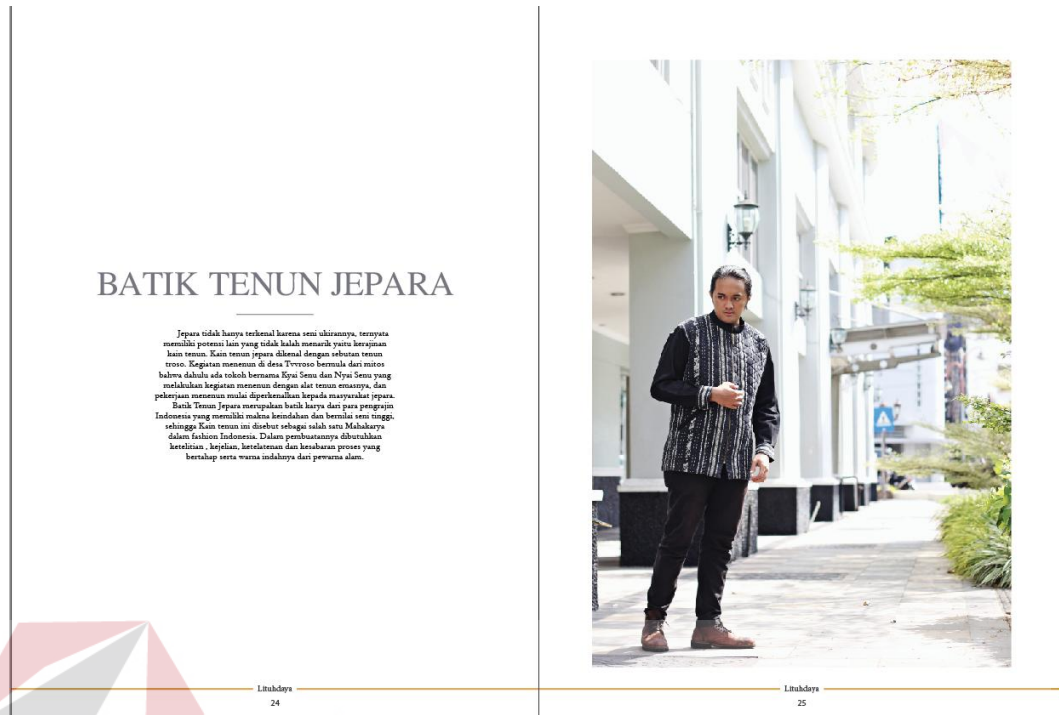 BATIK TENUN JEPARA
Jepara tidak hanya terkenal karena seni ukirannya, ternyata
memiliki potensi lain yang tidak kalah menarik yaitu kerajinan
kain tenun. Kain tenun jepara dikenal dengan sebutan tenun
troso. Kegiatan menenun di desa Tvvroso bermula dari mitos
bahwa dahulu ada tokoh bernama Kyai Senu dan Nyai Senu yang
melakukan kegiatan menenun dengan alat tenun emasnya, dan
pekerjaan menenun mulai diperkenalkan kepada masyarakat jepara.
Batik Tenun Jepara merupakan batik karya dari para pengrajin
Indonesia yang memiliki makna keindahan dan bernilai seni tinggi,
sehingga Kain tenun ini disebut sebagai salah satu Mahakarya
dalam fashion Indonesia. Dalam pembuatannya dibutuhkan
ketelitian , kejelian, ketelatenan dan kesabaran proses yang
bertahap serta warna indahnya dari pewarna alam.
Lituhdaya
24
Lituhdaya
25